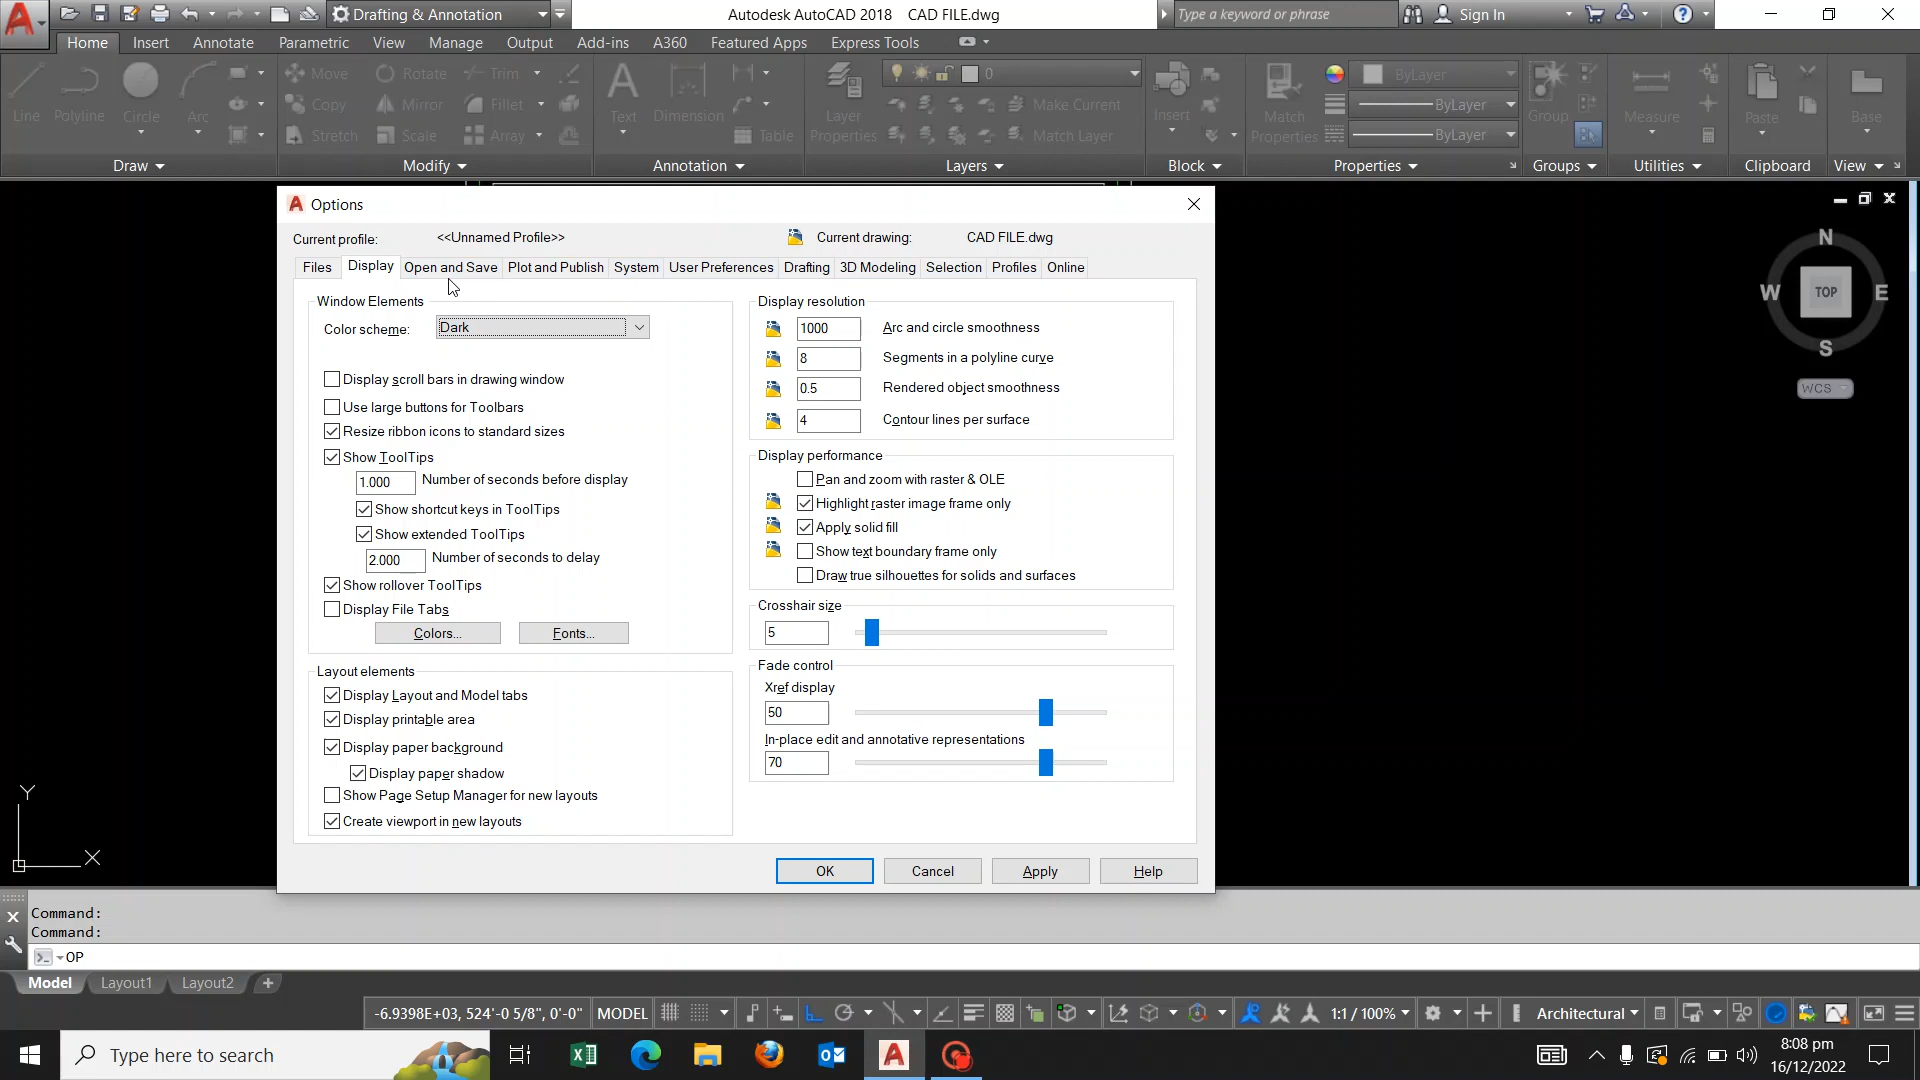 Drafting & Annotation
Autodesk AutoCAD 2018 CAD FILE.dwg
Type a keyword or phrase
Sign In
Home Insert Annotate Parametric View Manage Output Add-ins A360 Featured Apps Express Tools
Line Polyline Circle Arc
Move Rotate Trim
Copy Mirror Fillet
Stretch Scale Array
Text Dimension Table
Layer Properties
0
Make Current
Match Layer
Insert
Match Properties
ByLayer
ByLayer
ByLayer
Group
Measure
Paste
Base
Draw Modify Annotation Layers Block Properties Groups Utilities Clipboard View
Options
Current profile: <<Unnamed Profile>> Current drawing: CAD FILE.dwg
Files Display Open and Save Plot and Publish System User Preferences Drafting 3D Modeling Selection Profiles Online
Window Elements
Color scheme: Dark
Display scroll bars in drawing window
Use large buttons for Toolbars
Resize ribbon icons to standard sizes
Show ToolTips
1.000 Number of seconds before display
Show shortcut keys in ToolTips
Show extended ToolTips
2.000 Number of seconds to delay
Show rollover ToolTips
Display File Tabs
Colors... Fonts...
Layout elements
Display Layout and Model tabs
Display printable area
Display paper background
Display paper shadow
Show Page Setup Manager for new layouts
Create viewport in new layouts
Display resolution
1000 Arc and circle smoothness
8 Segments in a polyline curve
0.5 Rendered object smoothness
4 Contour lines per surface
Display performance
Pan and zoom with raster & OLE
Highlight raster image frame only
Apply solid fill
Show text boundary frame only
Draw true silhouettes for solids and surfaces
Crosshair size
5
Fade control
Xref display
50
In-place edit and annotative representations
70
OK Cancel Apply Help
N
W TOP E
S
WCS
Y
X
Command:
Command:
OP
Model Layout1 Layout2 +
-6.9398E+03, 524'-0 5/8", 0'-0" MODEL 1:1 / 100% Architectural
Type here to search
8:08 pm
16/12/2022